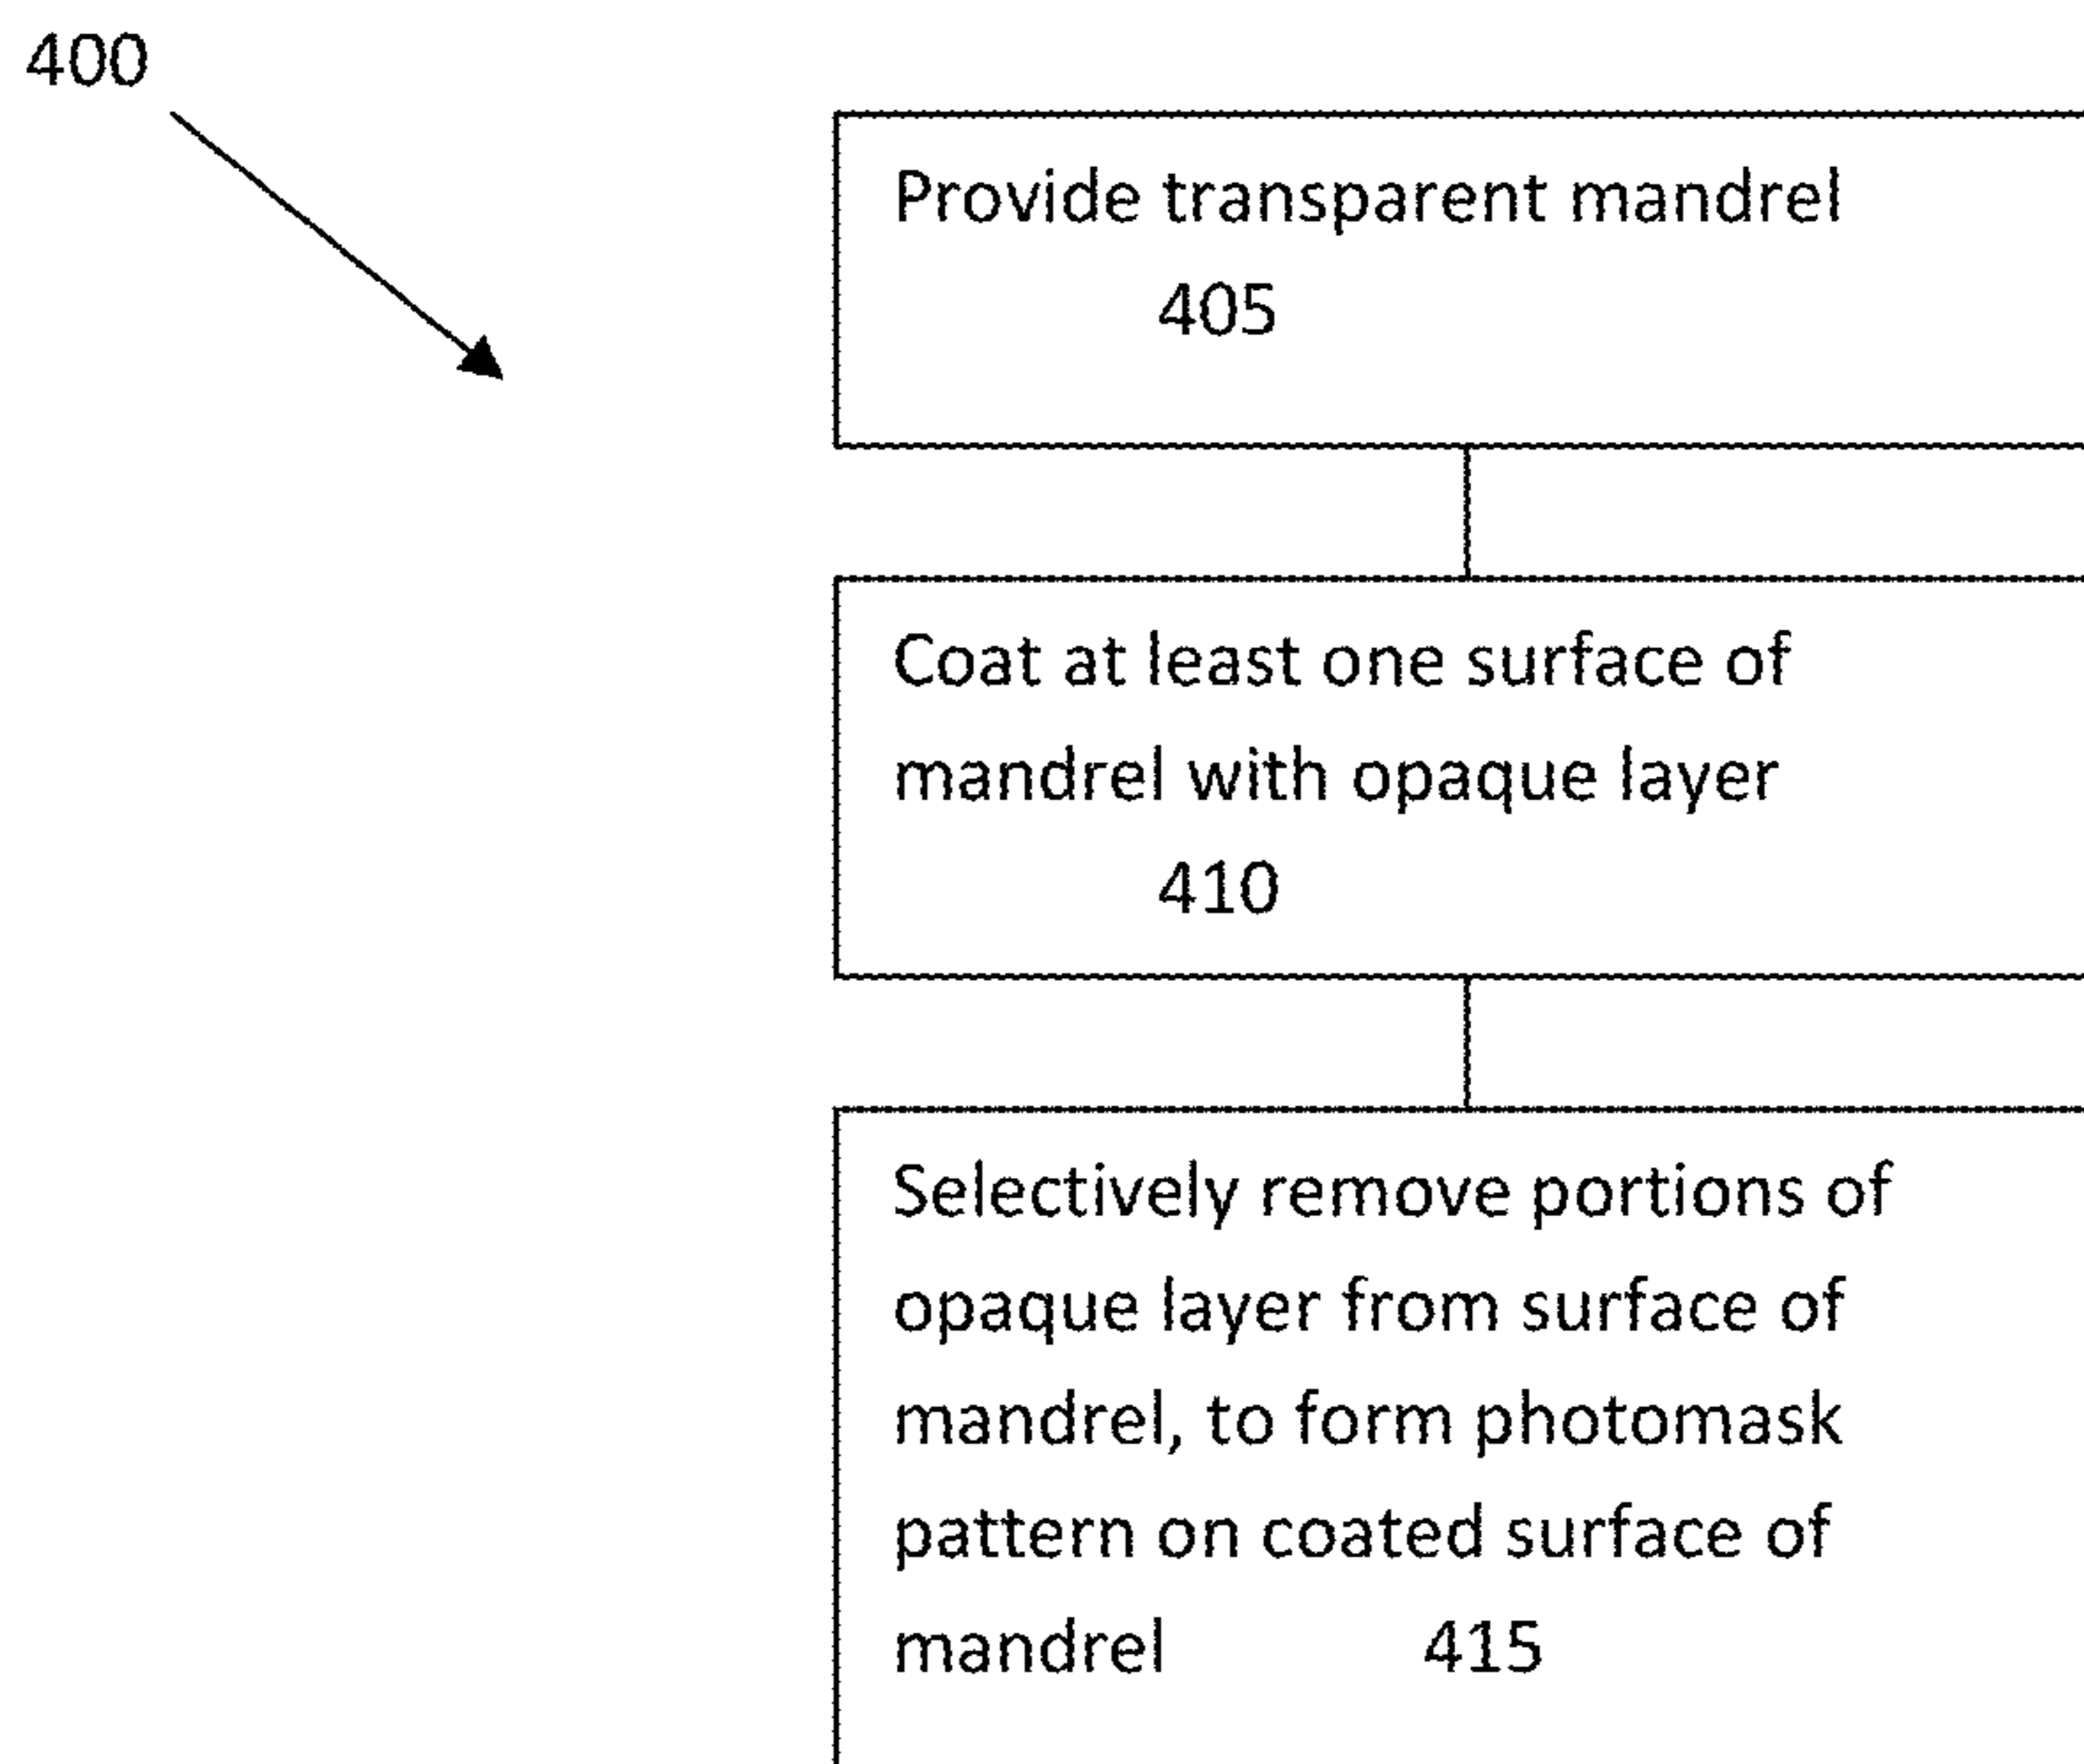 400
Provide transparent mandrel
405
Coat at least one surface of
mandrel with opaque layer
410
Selectively remove portions of
opaque layer from surface of
mandrel, to form photomask
pattern on coated surface of
mandrel 415